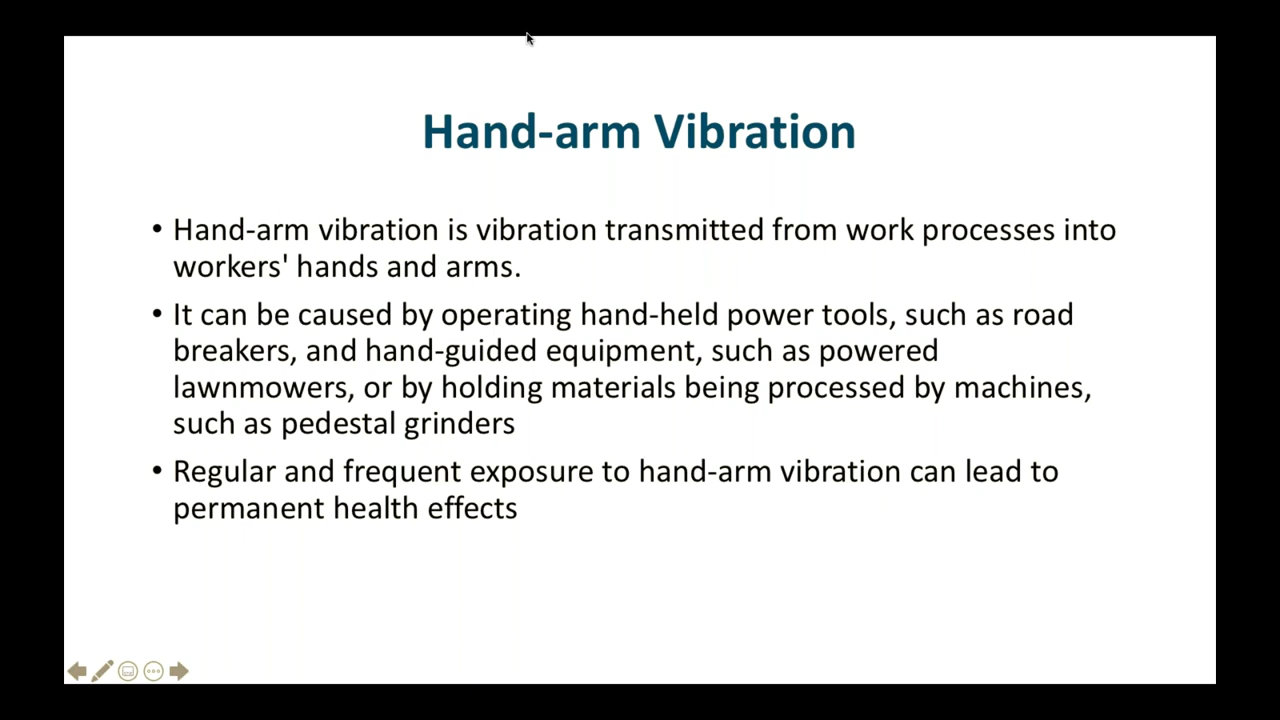 Hand-arm Vibration
• Hand-arm vibration is vibration transmitted from work processes into
workers' hands and arms.
• It can be caused by operating hand-held power tools, such as road
breakers, and hand-guided equipment, such as powered
lawnmowers, or by holding materials being processed by machines,
such as pedestal grinders
• Regular and frequent exposure to hand-arm vibration can lead to
permanent health effects